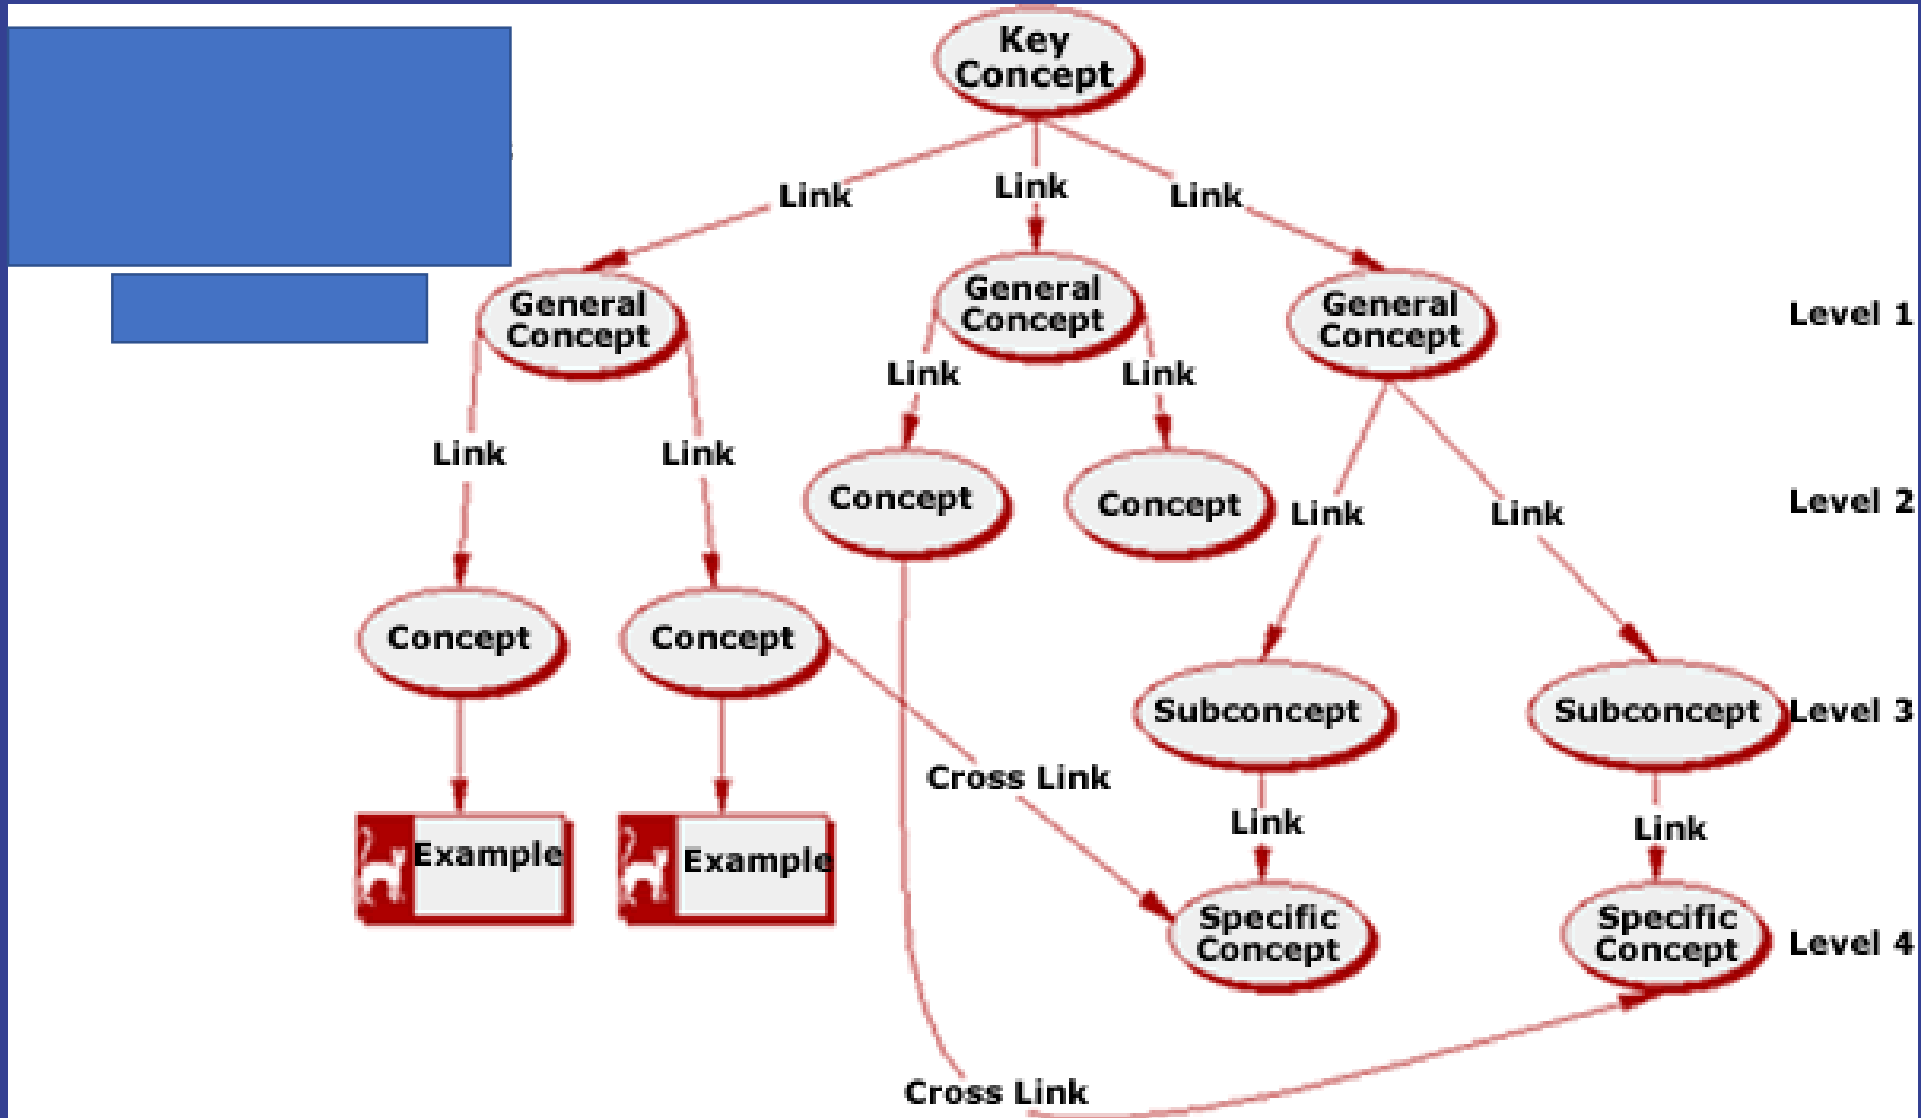 Key
Concept
Link
Link
Link
General
Concept
General
Concept
General
Concept
Level 1
Link
Link
Link
Link
Concept
Concept
Link
Link
Level 2
Concept
Concept
Subconcept
Subconcept
Level 3
Cross Link
Link
Link
Example
Example
Specific
Concept
Specific
Concept
Level 4
Cross Link